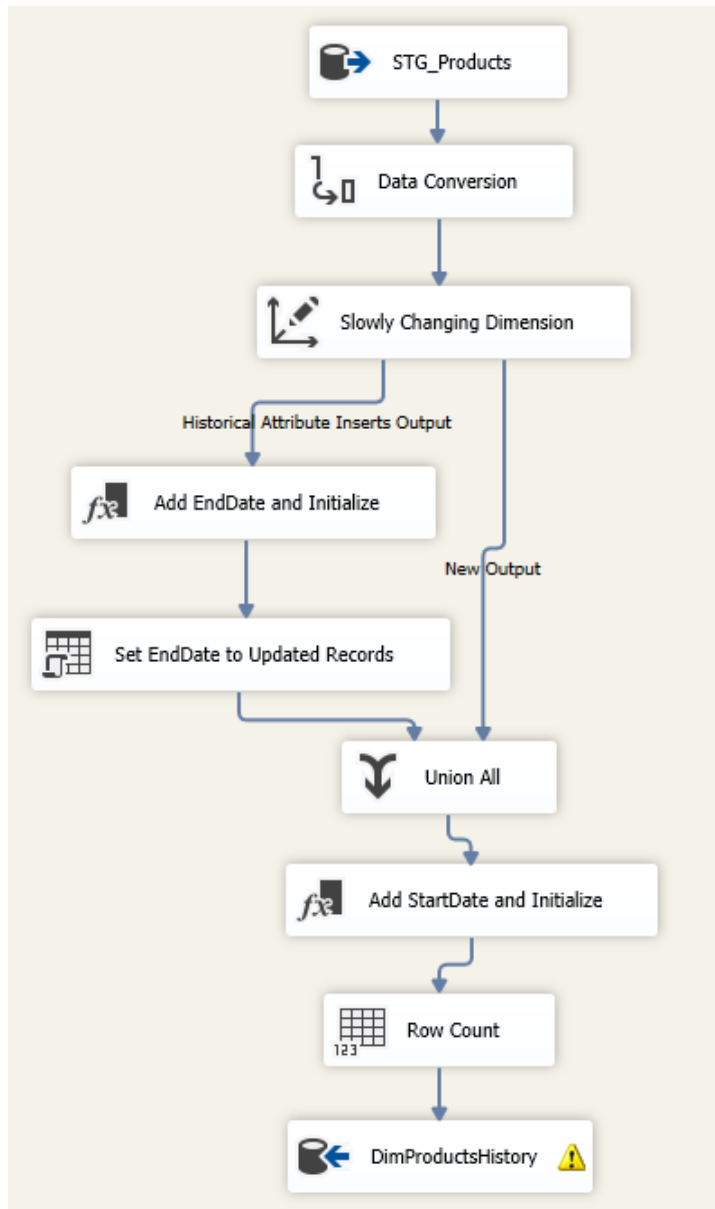 STG_Products
Data Conversion
Slowly Changing Dimension
Historical Attribute Inserts Output
Add EndDate and Initialize
New Output
Set EndDate to Updated Records
Union All
Add StartDate and Initialize
Row Count
123
DimProductsHistory